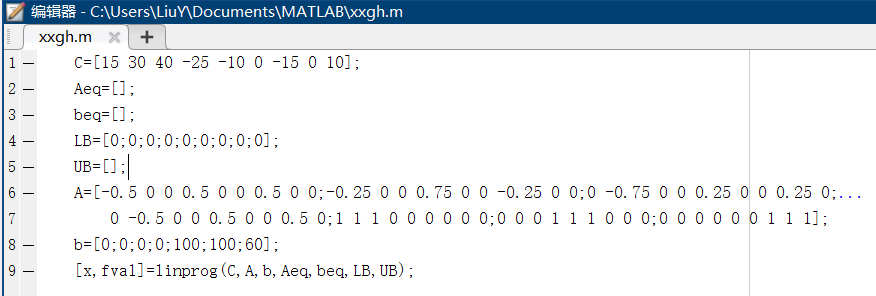 编辑器 - C:\Users\LiuY\Documents\MATLAB\xxgh.m
xxgh.m
1 — C=[15 30 40 -25 -10 0 -15 0 10];
2 — Aeq=[];
3 — beq=[];
4 — LB=[0;0;0;0;0;0;0;0;0];
5 — UB=[];
6 — A=[-0.5 0 0 0.5 0 0 0.5 0 0;-0.25 0 0 0.75 0 0 -0.25 0 0;0 -0.75 0 0 0.25 0 0 0.25 0;...
7 0 -0.5 0 0 0.5 0 0 0.5 0;1 1 1 0 0 0 0 0 0;0 0 0 1 1 1 0 0 0;0 0 0 0 0 0 1 1 1];
8 — b=[0;0;0;0;100;100;60];
9 — [x,fval]=linprog(C,A,b,Aeq,beq,LB,UB);